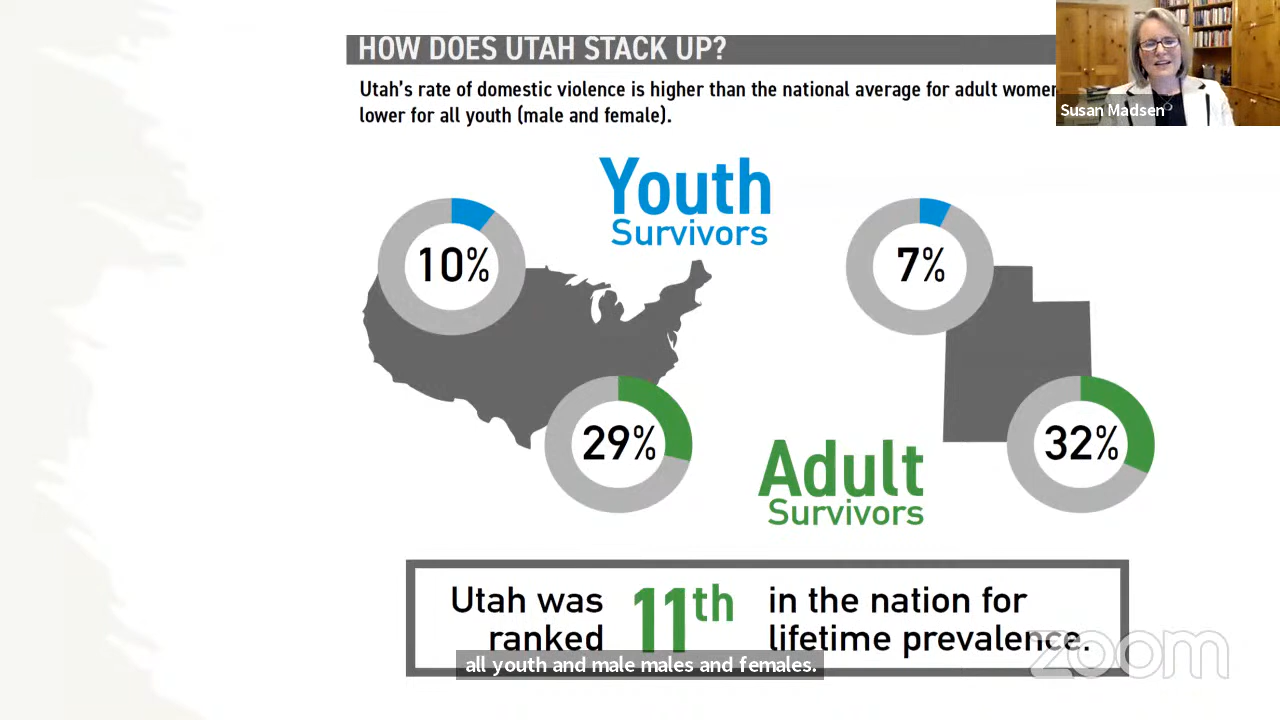 HOW DOES UTAH STACK UP?
Utah's rate of domestic violence is higher than the national average for adult women
lower for all youth (male and female).
Susan Madsen
Youth
Survivors
10%
7%
29%
32%
Adult
Survivors
Utah was
ranked
11th
in the nation for
lifetime prevalence.
zoom
all youth and male males and females.